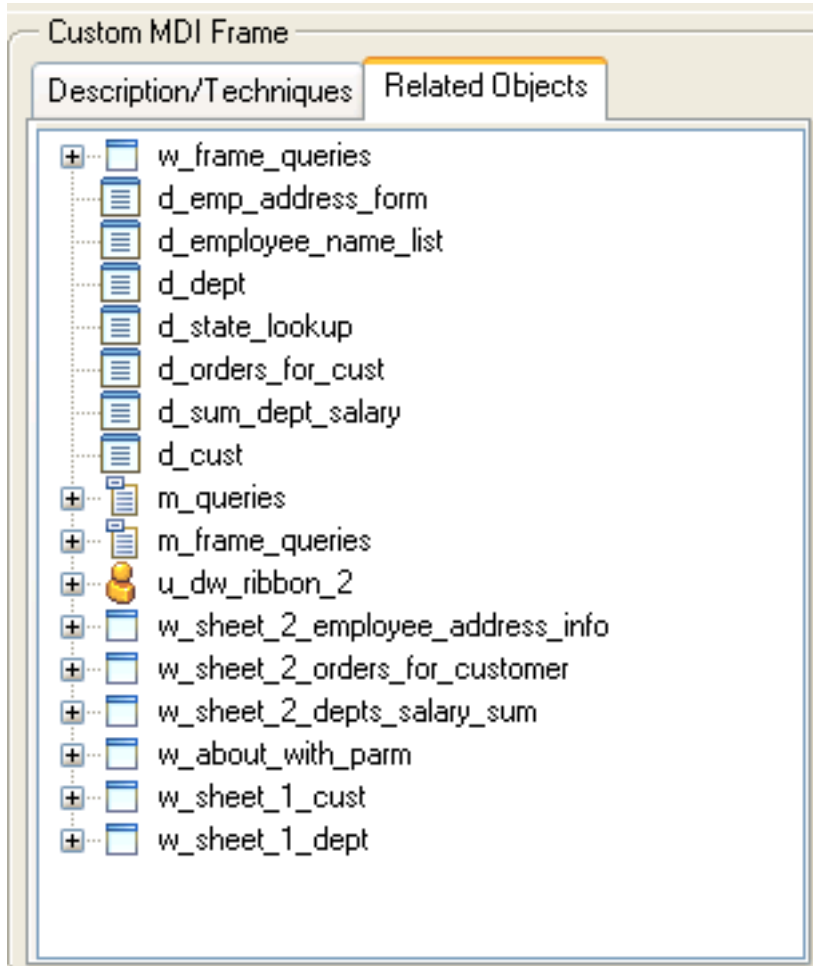 Custom MDI Frame
Description/Techniques Related Objects
w_frame_queries
d_emp_address_form
d_employee_name_list
d_dept
d_state_lookup
d_orders_for_cust
d_sum_dept_salary
d_cust
m_queries
m_frame_queries
u_dw_ribbon_2
w_sheet_2_employee_address_info
w_sheet_2_orders_for_customer
w_sheet_2_depts_salary_sum
w_about_with_parm
w_sheet_1_cust
w_sheet_1_dept